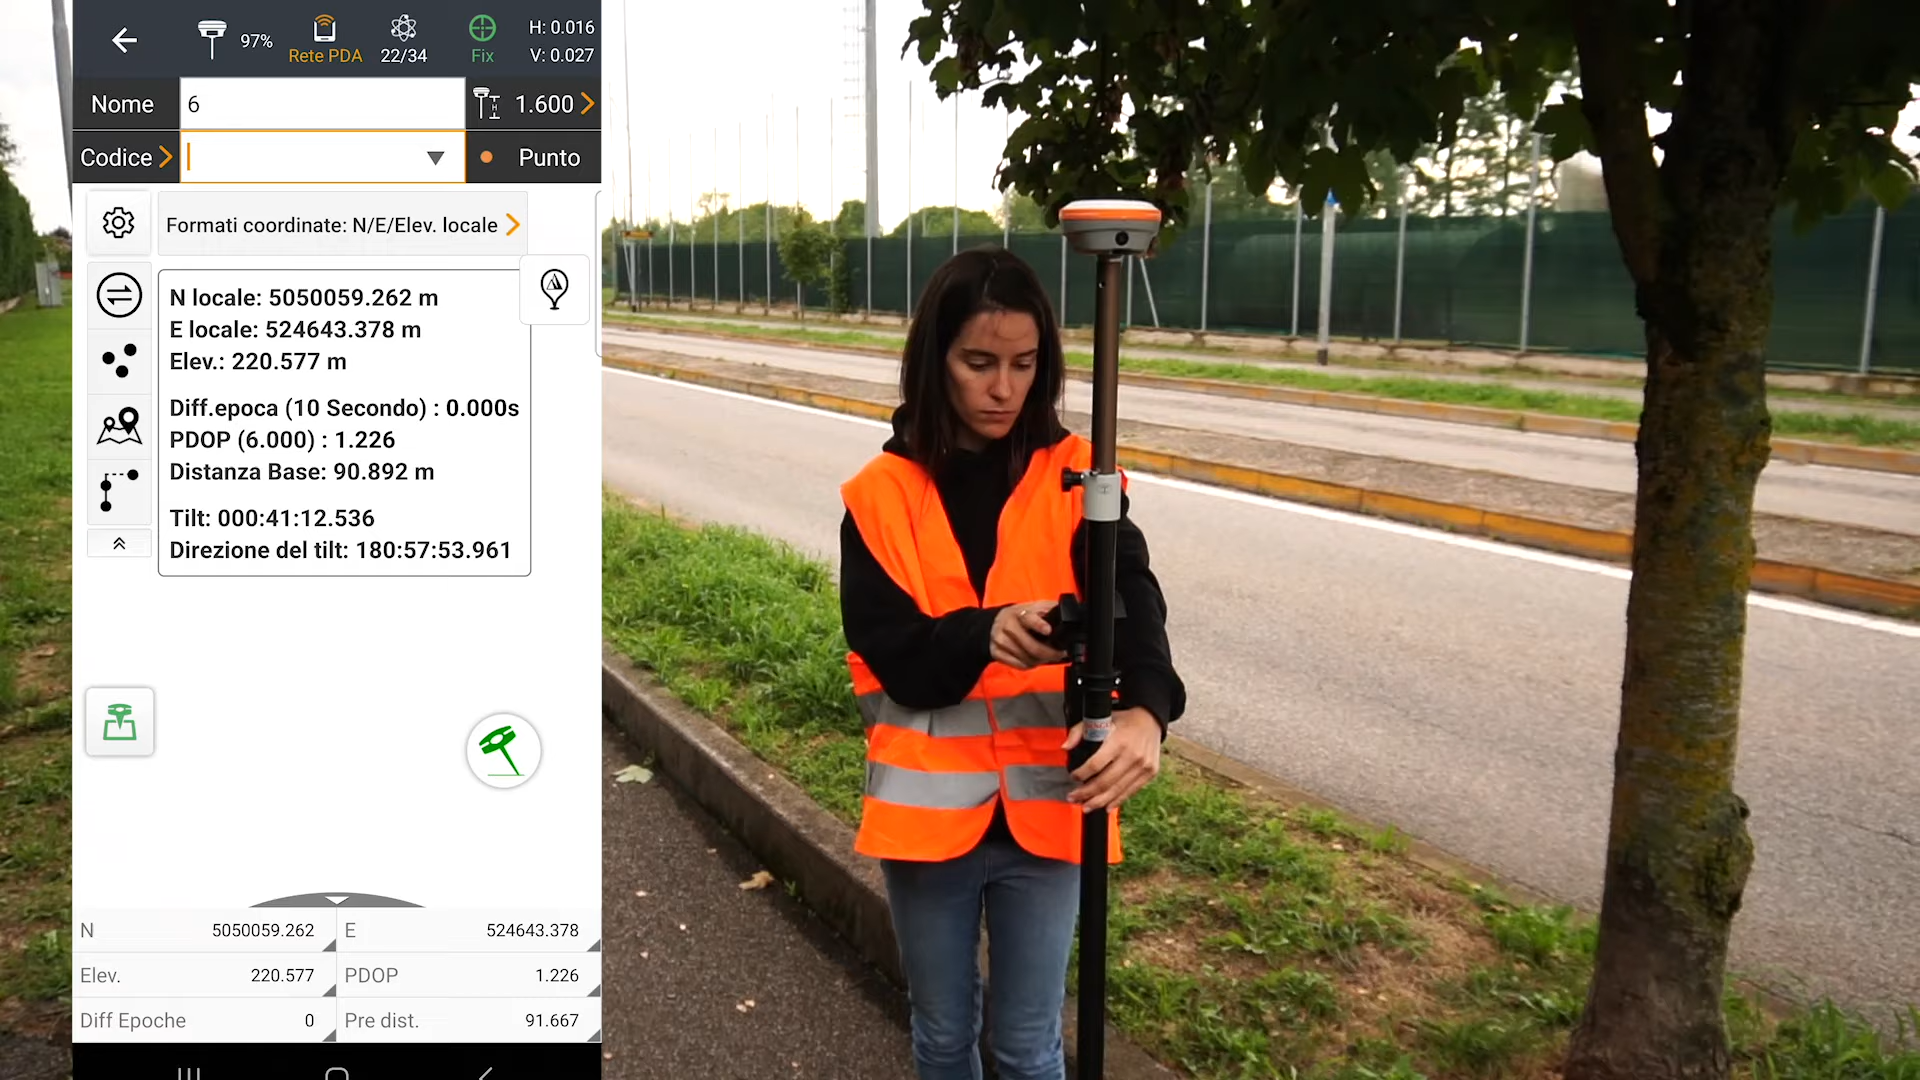 97%
Rete PDA
22/34
Fix
H: 0.016
V: 0.027
Nome
6
1.600
Codice
Punto
Formati coordinate: N/E/Elev. locale
N locale: 5050059.262 m
E locale: 524643.378 m
Elev.: 220.577 m
Diff.epoca (10 Secondo) : 0.000s
PDOP (6.000) : 1.226
Distanza Base: 90.892 m
Tilt: 000:41:12.536
Direzione del tilt: 180:57:53.961
N 5050059.262
E 524643.378
Elev. 220.577
PDOP 1.226
Diff Epoche 0
Pre dist. 91.667